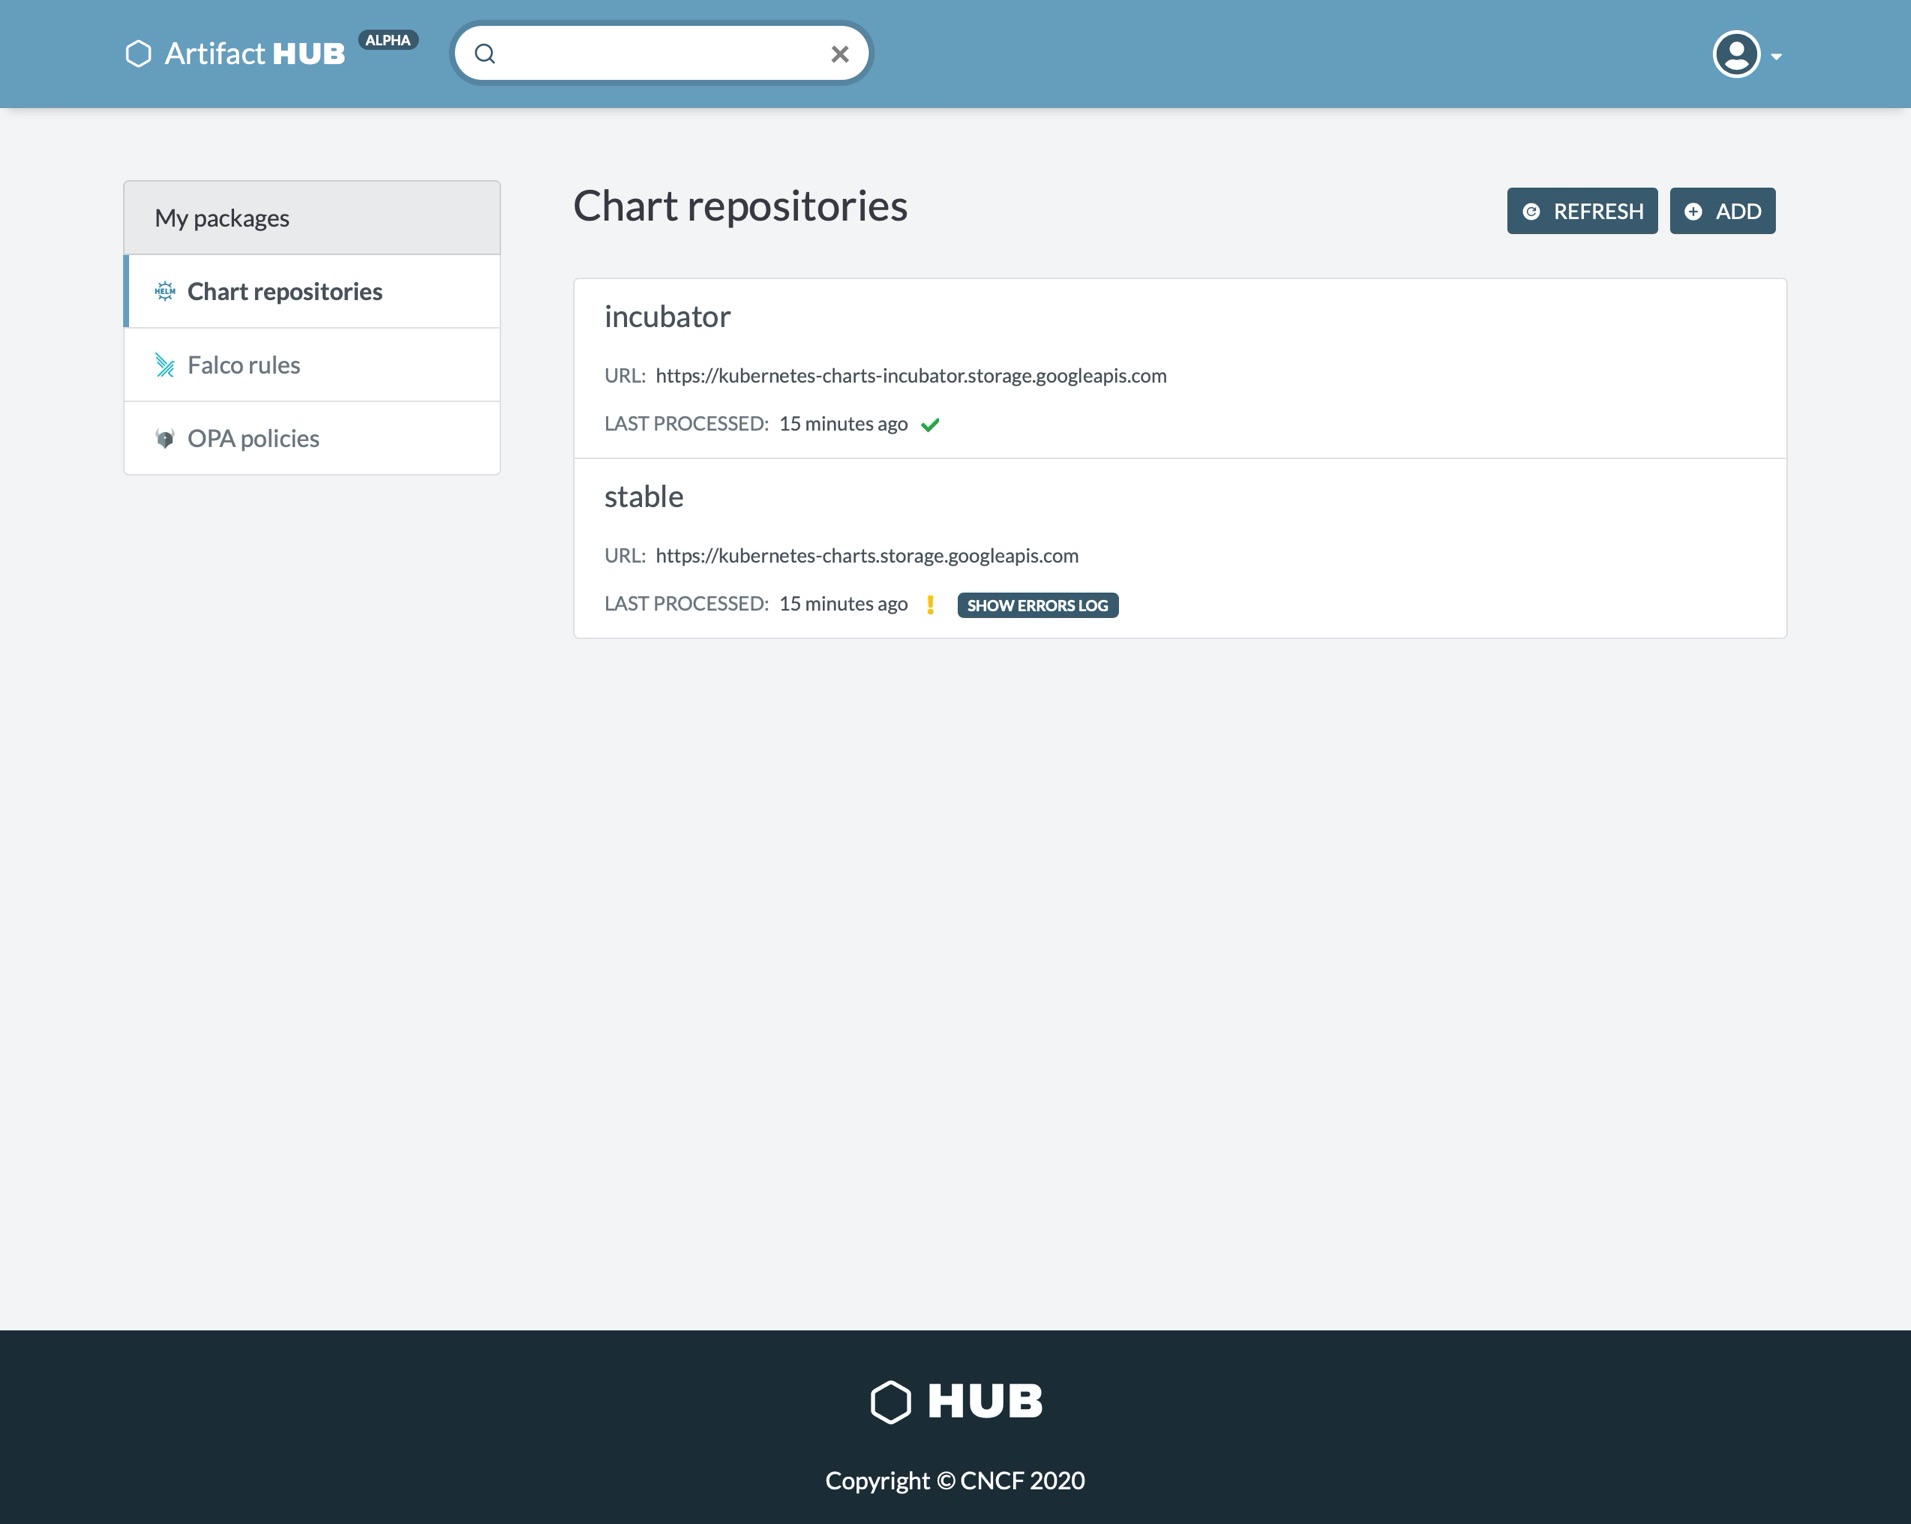 Artifact HUB ALPHA
My packages
HELM Chart repositories
Falco rules
OPA policies
Chart repositories
REFRESH
ADD
incubator
URL: https://kubernetes-charts-incubator.storage.googleapis.com
LAST PROCESSED: 15 minutes ago
stable
URL: https://kubernetes-charts.storage.googleapis.com
LAST PROCESSED: 15 minutes ago ! SHOW ERRORS LOG
HUB
Copyright © CNCF 2020